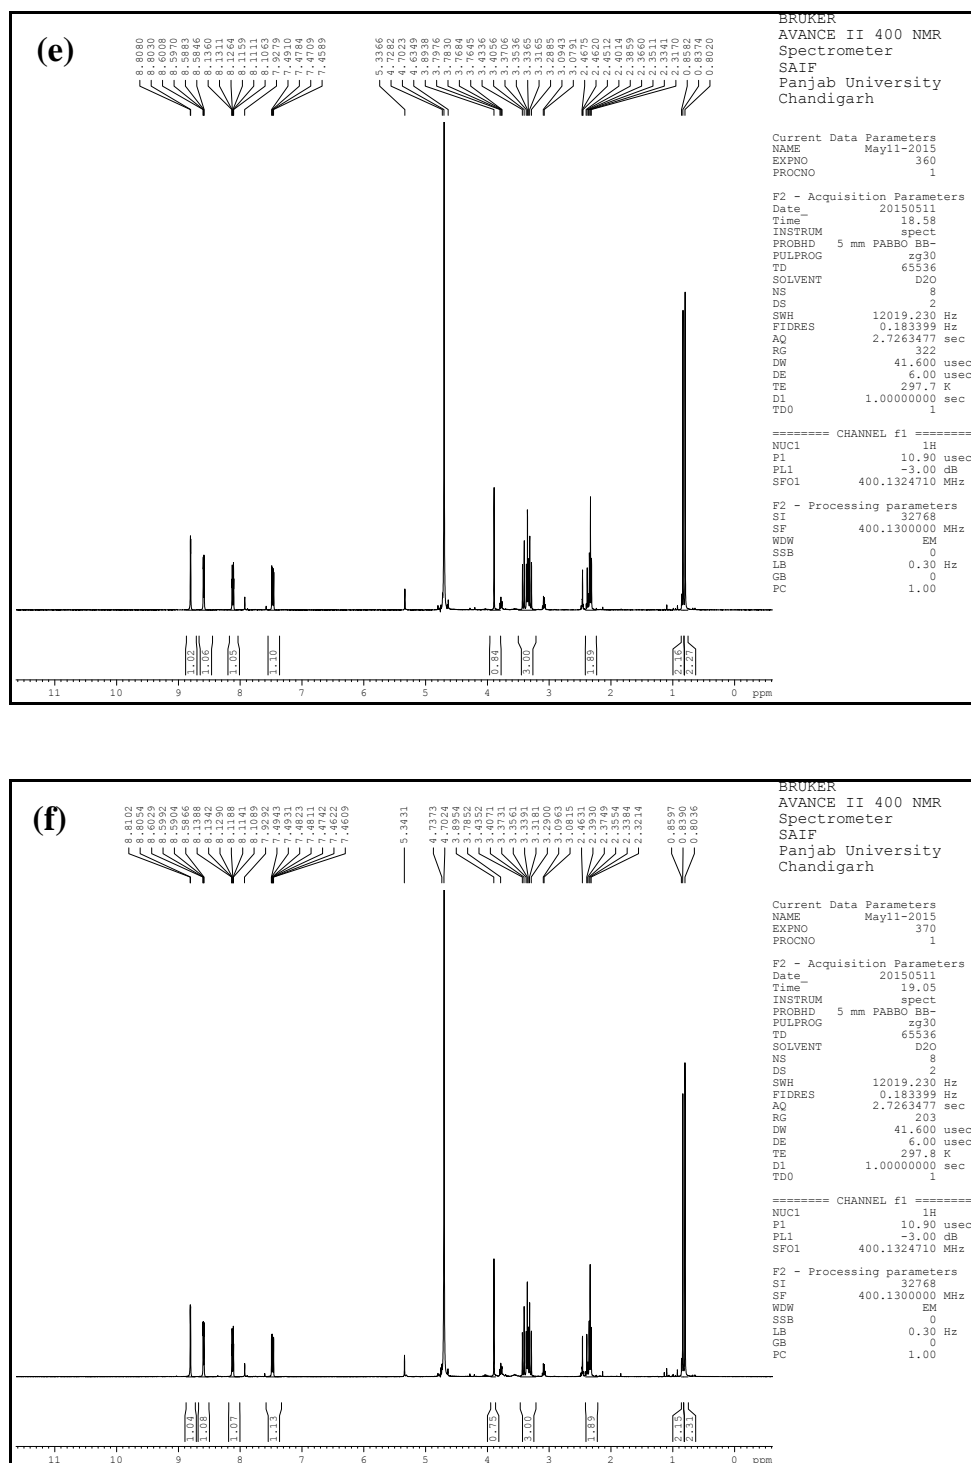 (e)
8.8080
8.8030
8.6008
8.5970
8.5883
8.5846
8.1360
8.1311
8.1264
8.1159
8.1111
8.1063
7.9279
7.4910
7.4784
7.4709
7.4589
5.3366
4.7282
4.7023
4.6349
3.8938
3.7976
3.7830
3.7684
3.7645
3.4336
3.4056
3.3706
3.3536
3.3365
3.3165
3.2885
3.0943
3.0791
2.4675
2.4620
2.4512
2.4014
2.3859
2.3660
2.3511
2.3341
2.3170
0.8582
0.8374
0.8020
BRUKER
AVANCE II 400 NMR
Spectrometer
SAIF
Panjab University
Chandigarh
Current Data Parameters
NAME May11-2015
EXPNO 360
PROCNO 1
F2 - Acquisition Parameters
Date_ 20150511
Time 18.58
INSTRUM spect
PROBHD 5 mm PABBO BB-
PULPROG zg30
TD 65536
SOLVENT D2O
NS 8
DS 2
SWH 12019.230 Hz
FIDRES 0.183399 Hz
AQ 2.7263477 sec
RG 322
DW 41.600 usec
DE 6.00 usec
TE 297.7 K
D1 1.00000000 sec
TD0 1
======== CHANNEL f1 ========
NUC1 1H
P1 10.90 usec
PL1 -3.00 dB
SFO1 400.1324710 MHz
F2 - Processing parameters
SI 32768
SF 400.1300000 MHz
WDW EM
SSB 0
LB 0.30 Hz
GB 0
PC 1.00
1.02 1.06 1.05 1.10 0.84 3.00 1.89 2.16 2.27
11 10 9 8 7 6 5 4 3 2 1 0 ppm
(f)
8.8102
8.8054
8.6029
8.5992
8.5904
8.5866
8.1388
8.1342
8.1290
8.1188
8.1141
8.1089
7.9292
7.4943
7.4931
7.4823
7.4811
7.4742
7.4622
7.4609
5.3431
4.7373
4.7024
3.8954
3.7852
3.4352
3.4071
3.3731
3.3561
3.3391
3.3181
3.2900
3.0963
3.0815
2.4631
2.3930
2.3749
2.3554
2.3384
2.3214
0.8597
0.8390
0.8036
BRUKER
AVANCE II 400 NMR
Spectrometer
SAIF
Panjab University
Chandigarh
Current Data Parameters
NAME May11-2015
EXPNO 370
PROCNO 1
F2 - Acquisition Parameters
Date_ 20150511
Time 19.05
INSTRUM spect
PROBHD 5 mm PABBO BB-
PULPROG zg30
TD 65536
SOLVENT D2O
NS 8
DS 2
SWH 12019.230 Hz
FIDRES 0.183399 Hz
AQ 2.7263477 sec
RG 203
DW 41.600 usec
DE 6.00 usec
TE 297.8 K
D1 1.00000000 sec
TD0 1
======== CHANNEL f1 ========
NUC1 1H
P1 10.90 usec
PL1 -3.00 dB
SFO1 400.1324710 MHz
F2 - Processing parameters
SI 32768
SF 400.1300000 MHz
WDW EM
SSB 0
LB 0.30 Hz
GB 0
PC 1.00
1.04 1.08 1.07 1.13 0.75 3.00 1.89 2.15 2.31
11 10 9 8 7 6 5 4 3 2 1 0 ppm